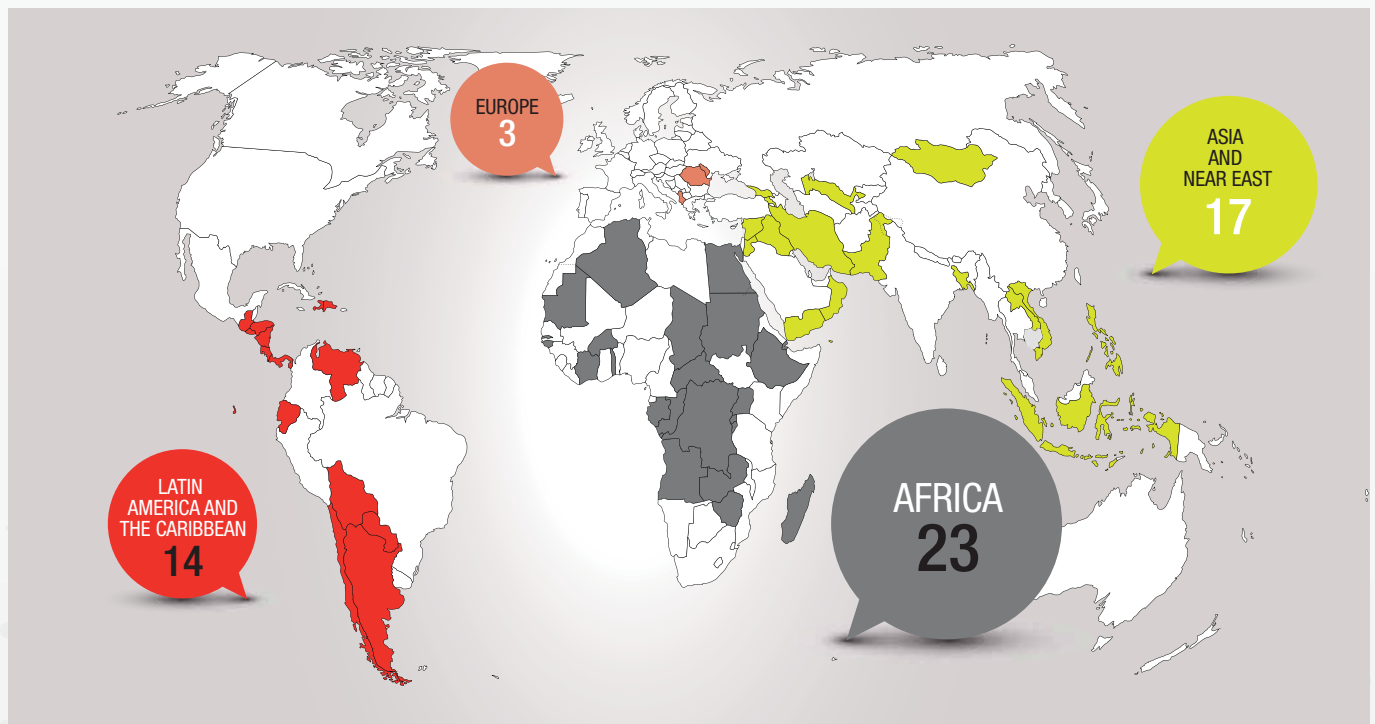 EUROPE
3
ASIA
AND
NEAR EAST
17
LATIN
AMERICA AND
THE CARIBBEAN
14
AFRICA
23